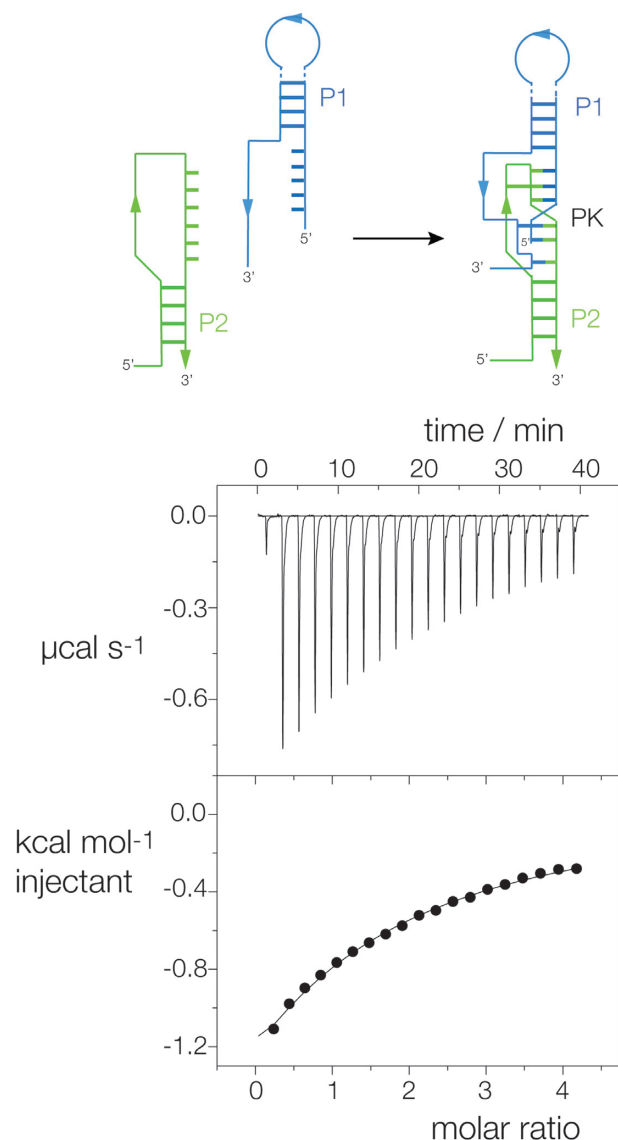 P1
P1
5'
3'
P2
5'
3'
PK
5'
3'
P2
5'
3'
time / min
0 10 20 30 40
0.0
-0.3
µcal s-1
-0.6
0.0
kcal mol-1
injectant
-0.4
-0.8
-1.2
0 1 2 3 4
molar ratio